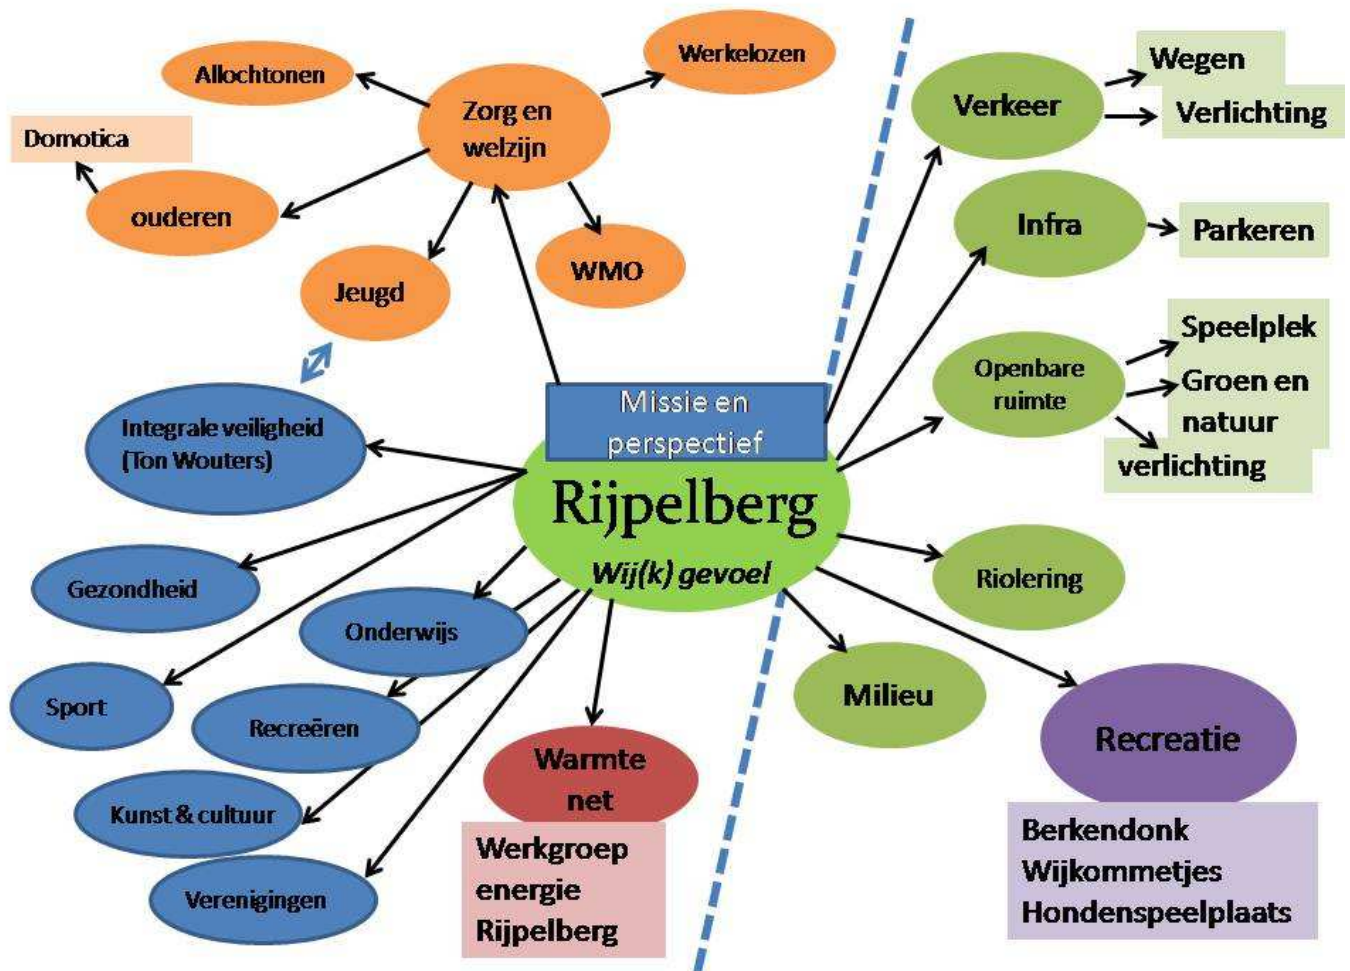 Werkelozen
Allochtonen
Zorg en
welzijn
Domotica
ouderen
WMO
Jeugd
Wegen
Verkeer
Verlichting
Infra
Parkeren
Speelplek
Openbare
ruimte
Groen en
natuur
verlichting
Missie en
perspectief
Rijpelberg
Wij(k) gevoel
Integrale veiligheid
(Ton Wouters)
Gezondheid
Onderwijs
Sport
Recreëren
Kunst & cultuur
Verenigingen
Riolering
Milieu
Warmte
net
Werkgroep
energie
Rijpelberg
Recreatie
Berkendonk
Wijkommetjes
Hondenspeelplaats